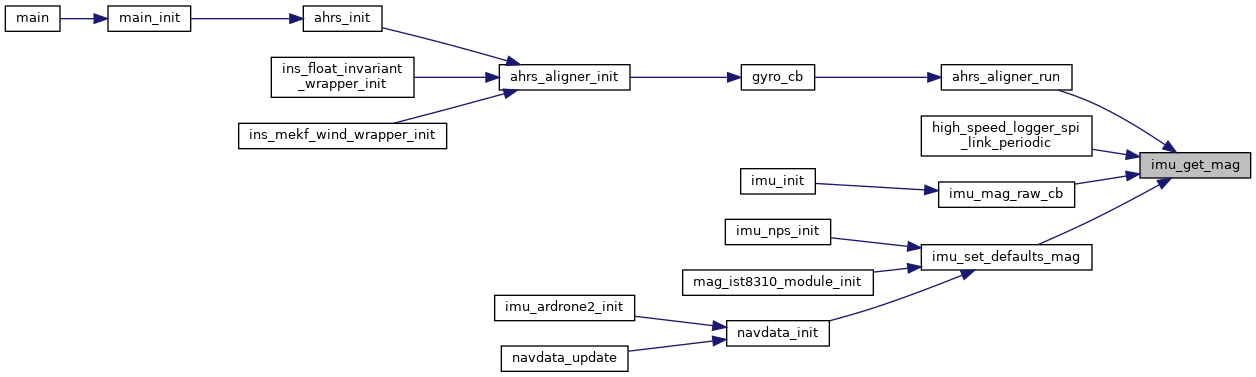 main
main_init
ahrs_init
ins_float_invariant
_wrapper_init
ins_mekf_wind_wrapper_init
ahrs_aligner_init
gyro_cb
ahrs_aligner_run
high_speed_logger_spi
_link_periodic
imu_get_mag
imu_init
imu_mag_raw_cb
imu_nps_init
imu_set_defaults_mag
mag_ist8310_module_init
imu_ardrone2_init
navdata_init
navdata_update